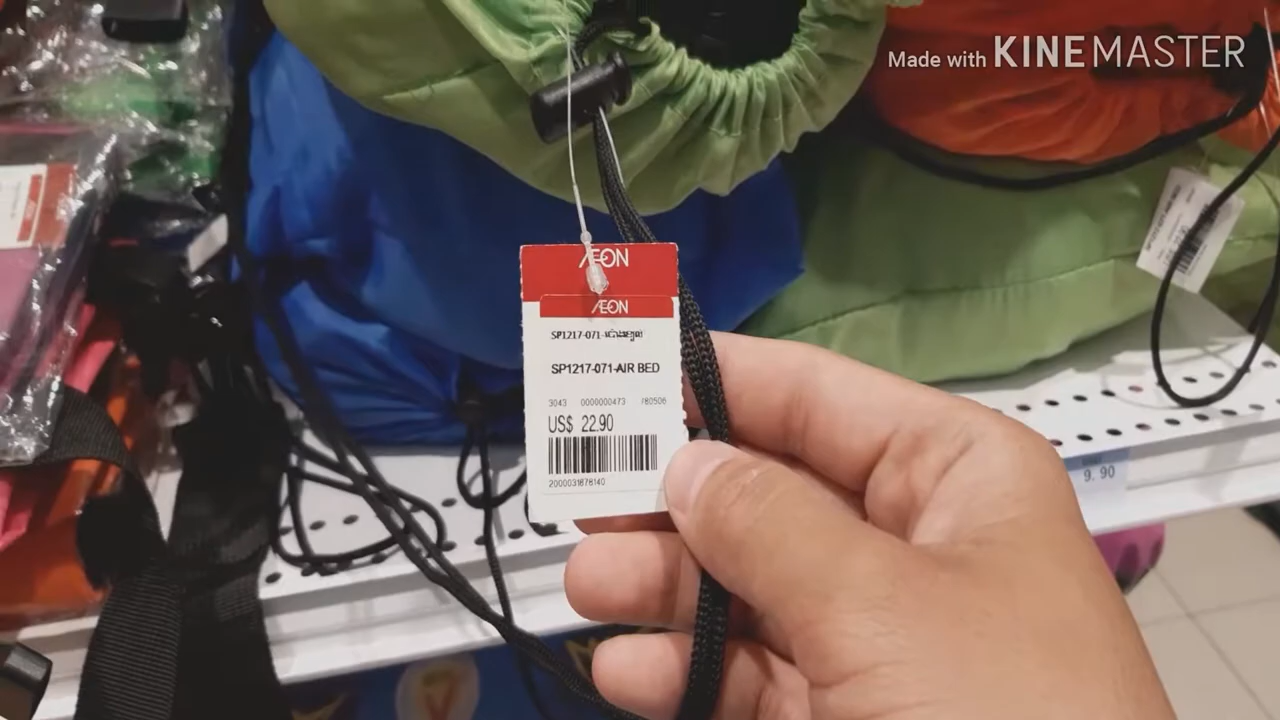 Made with KINEMASTER
ÆON
ÆON
SP1217-071-
SP1217-071-AIR BED
3043 0000000473 /80506
US$ 22.90
2000031678140
9.90